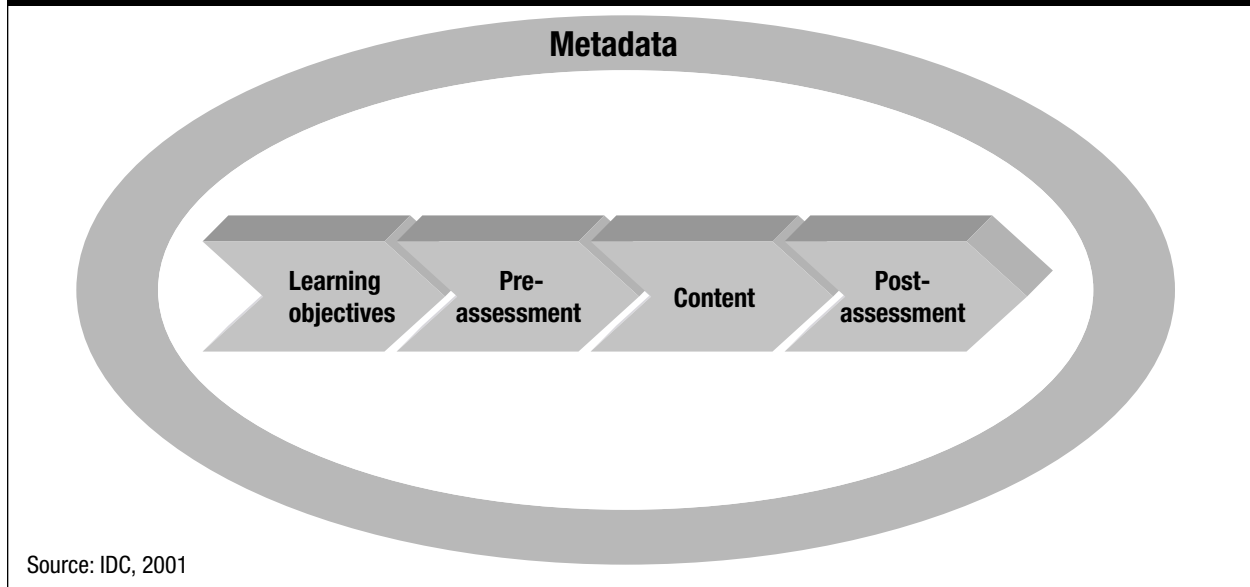 Metadata
Learning
objectives
Pre-
assessment
Content
Post-
assessment
Source: IDC, 2001